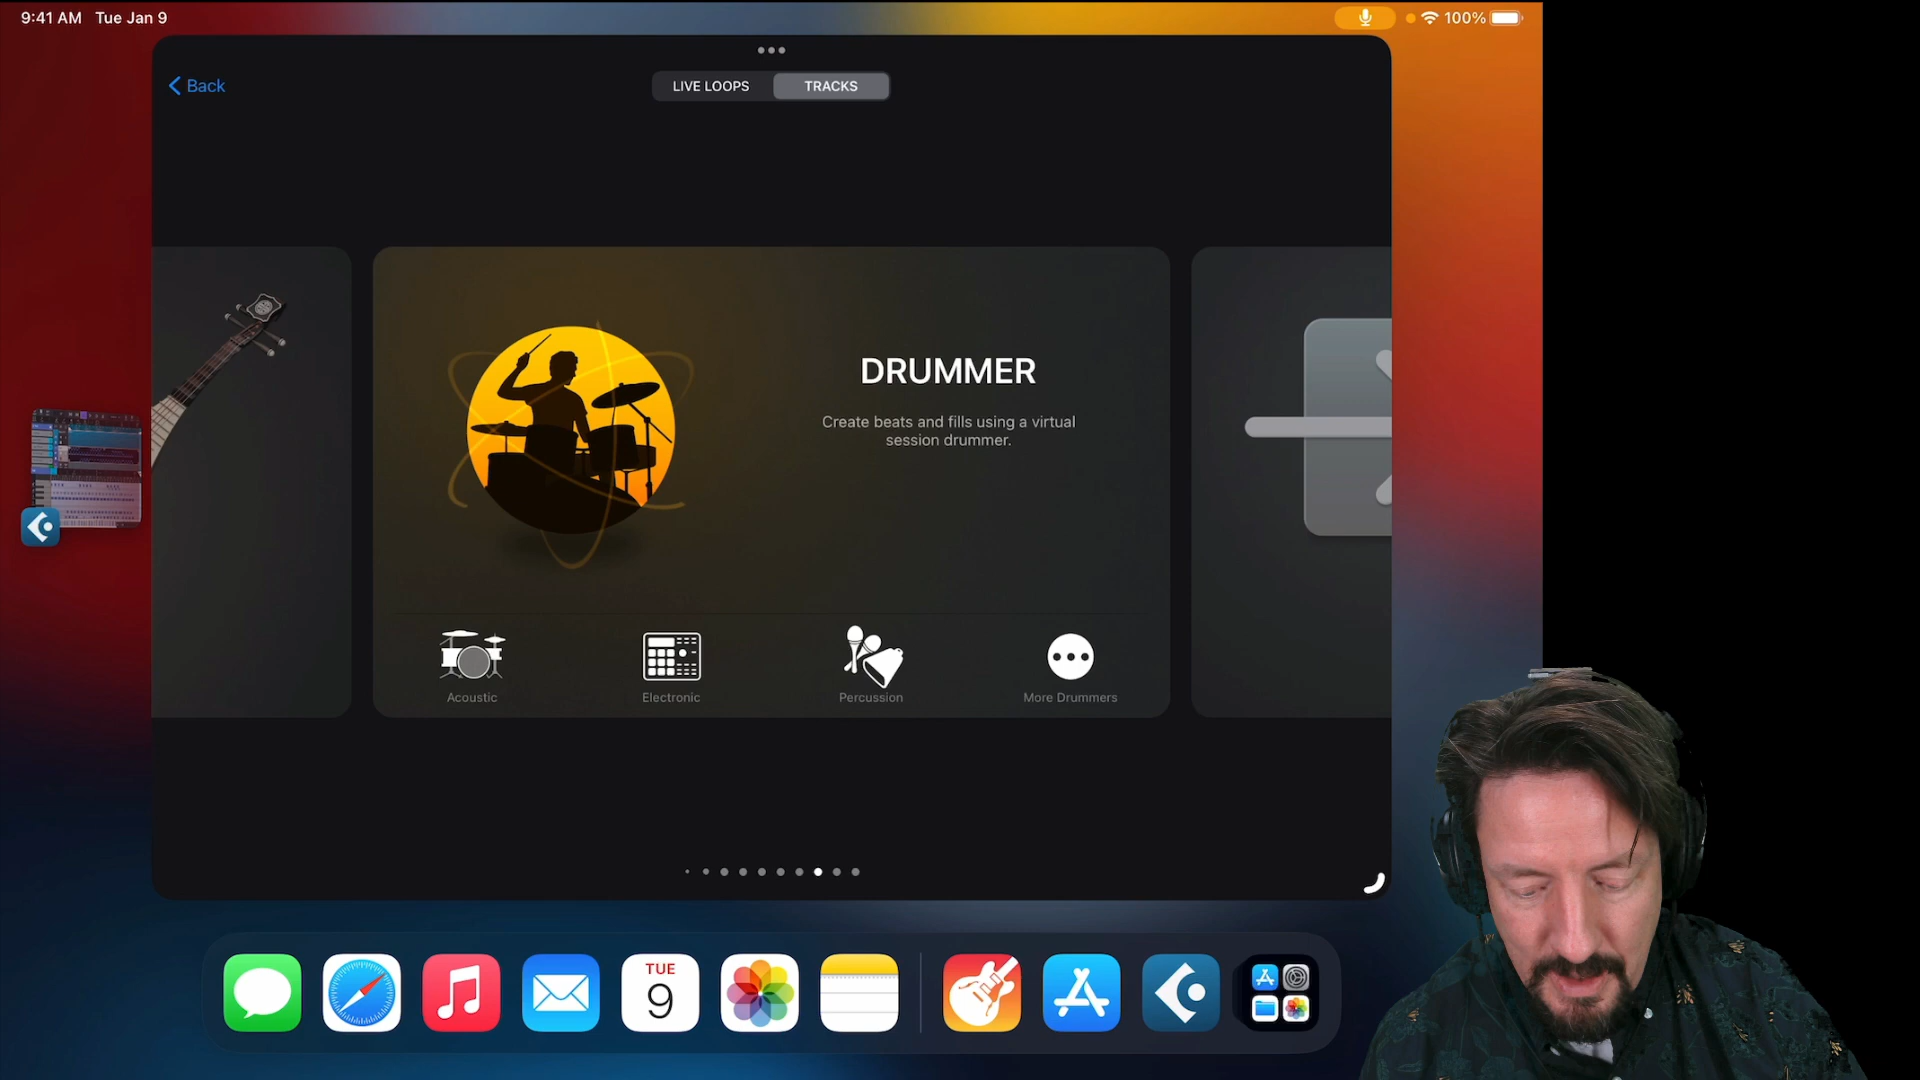 9:41 AM Tue Jan 9
100%
Back
LIVE LOOPS
TRACKS
DRUMMER
Create beats and fills using a virtual
session drummer.
Acoustic
Electronic
Percussion
More Drummers
TUE
9